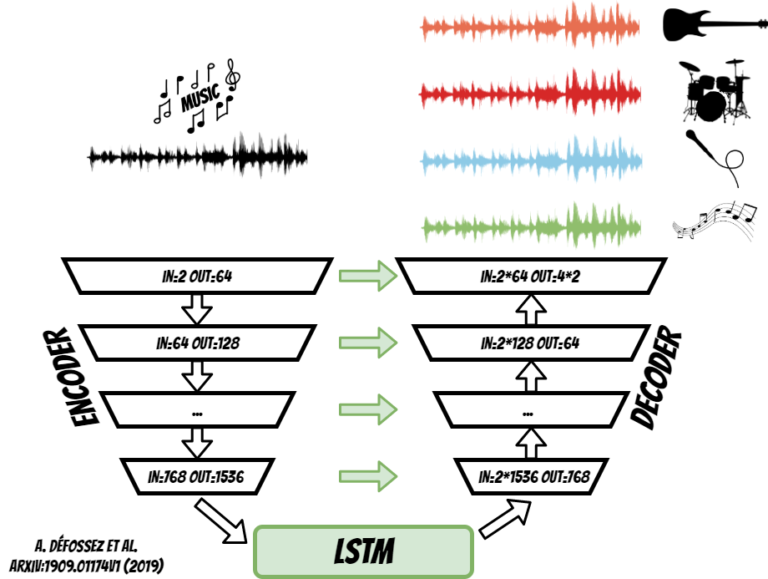 MUSIC
IN=2 OUT=64
IN=2*64 OUT=4*2
IN=64 OUT=128
IN=2*128 OUT=64
ENCODER
DECODER
...
...
IN=768 OUT=1536
IN=2*1536 OUT=768
LSTM
A. DÉFOSSEZ ET AL.
ARXIV:1909.01174V1 (2019)